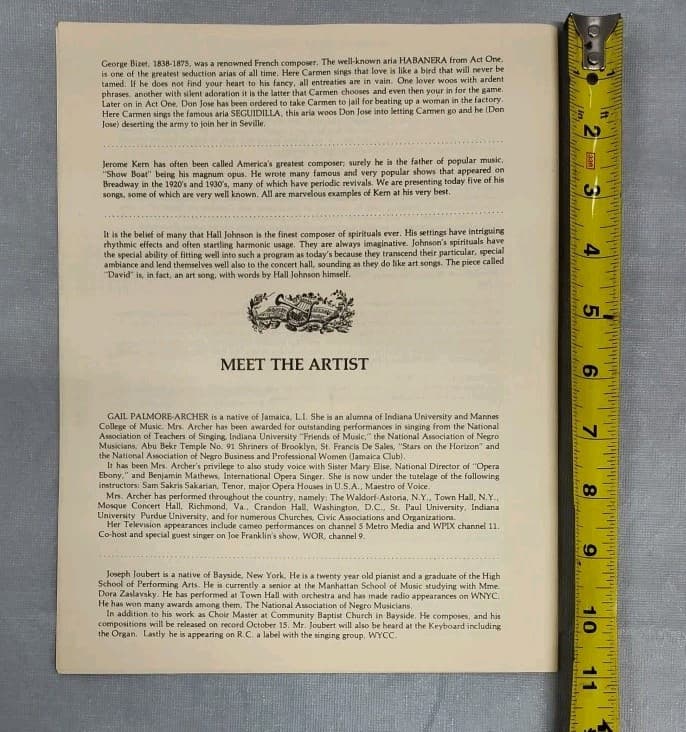 George Bizet, 1838-1875, was a renowned French composer. The well-known aria HABANERA from Act One,
is one of the greatest seduction arias of all time. Here Carmen sings that love is like a bird that will never be
tamed. If he does not find your heart to his fancy, all entreaties are in vain. One lover woos with ardent
phrases, another with silent adoration it is the latter that Carmen chooses and even then your in for the game.
Later on in Act One, Don Jose has been ordered to take Carmen to jail for beating up a woman in the factory.
Here Carmen sings the famous aria SEGUIDILLA, this aria woos Don Jose into letting Carmen go and he (Don
Jose) deserting the army to join her in Seville.
Jerome Kern has often been called America's greatest composer; surely he is the father of popular music,
"Show Boat" being his magnum opus. He wrote many famous and very popular shows that appeared on
Breadway in the 1920's and 1930's, many of which have periodic revivals. We are presenting today five of his
songs, some of which are very well known. All are marvelous examples of Kern at his very best.
It is the belief of many that Hall Johnson is the finest composer of spirituals ever. His settings have intriguing
rhythmic effects and often startling harmonic usage. They are always imaginative. Johnson's spirituals have
the special ability of fitting well into such a program as today's because they transcend their particular, special
ambiance and lend themselves well also to the concert hall, sounding as they do like art songs. The piece called
"David" is, in fact, an art song, with words by Hall Johnson himself.
MEET THE ARTIST
GAIL PALMORE-ARCHER is a native of Jamaica, L.I. She is an alumna of Indiana University and Mannes
College of Music. Mrs. Archer has been awarded for outstanding performances in singing from the National
Association of Teachers of Singing, Indiana University "Friends of Music," the National Association of Negro
Musicians, Abu Bekr Temple No. 91 Shriners of Brooklyn, St. Francis De Sales, "Stars on the Horizon" and
the National Association of Negro Business and Professional Women (Jamaica Club).
It has been Mrs. Archer's privilege to also study voice with Sister Mary Elise, National Director of "Opera
Ebony," and Benjamin Mathews, International Opera Singer. She is now under the tutelage of the following
instructors: Sam Sakris Sakarian, Tenor, major Opera Houses in U.S.A., Maestro of Voice.
Mrs. Archer has performed throughout the country, namely: The Waldorf-Astoria, N.Y., Town Hall, N.Y.,
Mosque Concert Hall, Richmond, Va., Crandon Hall, Washington, D.C., St. Paul University, Indiana
University Purdue University, and for numerous Churches, Civic Associations and Organizations.
Her Television appearances include cameo performances on channel 5 Metro Media and WPIX channel 11.
Co-host and special guest singer on Joe Franklin's show, WOR, channel 9.
Joseph Joubert is a native of Bayside, New York. He is a twenty year old pianist and a graduate of the High
School of Performing Arts. He is currently a senior at the Manhattan School of Music studying with Mme.
Dora Zaslavsky. He has performed at Town Hall with orchestra and has made radio appearances on WNYC.
He has won many awards among them, The National Association of Negro Musicians.
In addition to his work as Choir Master at Community Baptist Church in Bayside. He composes, and his
compositions will be released on record October 15. Mr. Joubert will also be heard at the Keyboard including
the Organ. Lastly he is appearing on R.C. a label with the singing group, WYCC.
1
2
3
4
5
6
7
8
9
10
11